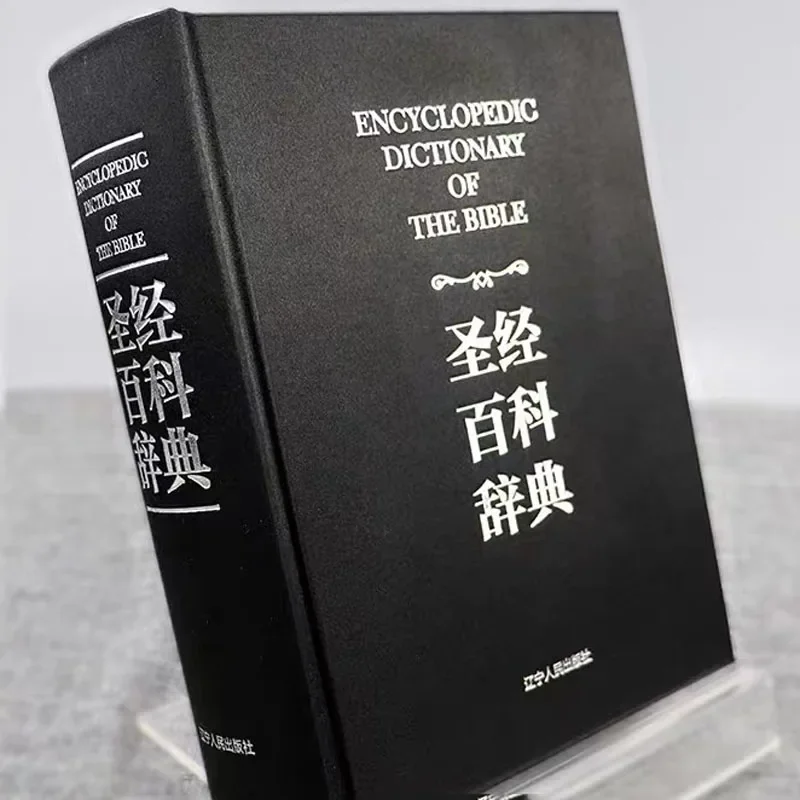 ENCYCLOPEDIC
DICTIONARY
OF
THE BIBLE
圣经
百科
辞典
辽宁人民出版社
ENCYCLOPEDIC
DICTIONARY
OF
THE BIBLE
圣经
百科
辞典
辽宁人民出版社